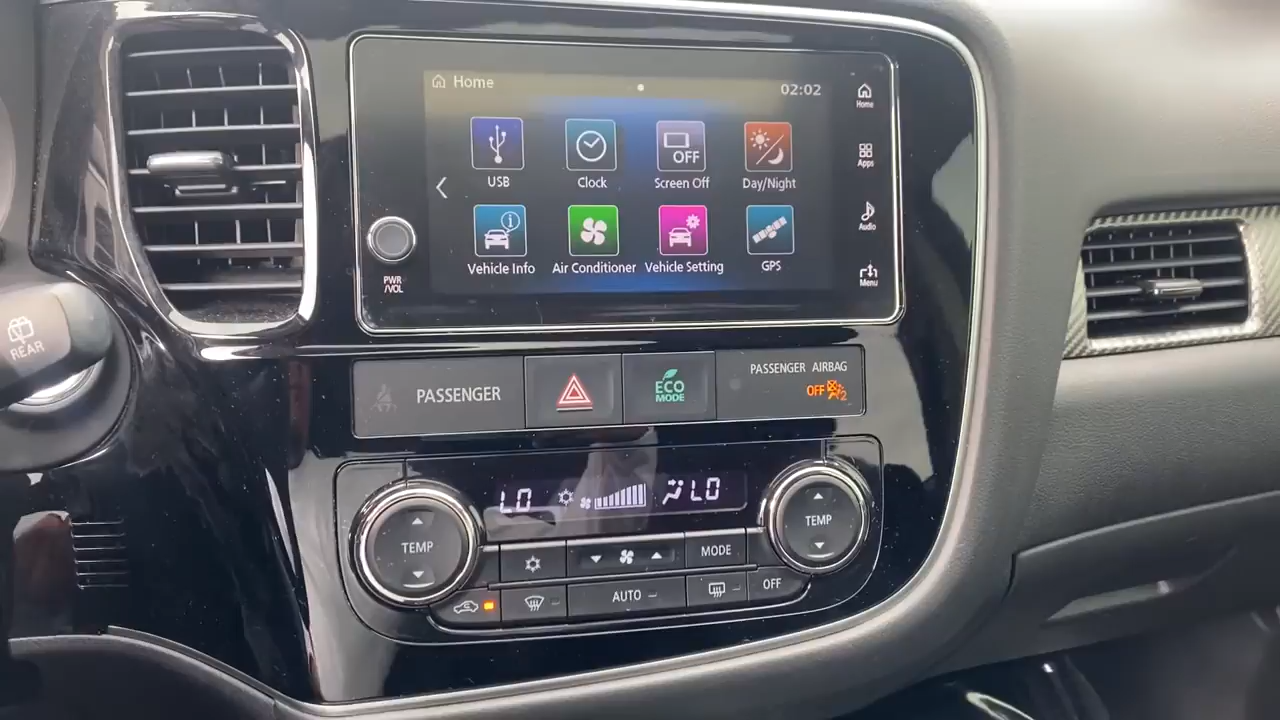 Home
02:02
Home
USB
Clock
OFF
Screen Off
Day/Night
Apps
Vehicle Info
Air Conditioner
Vehicle Setting
GPS
Audio
Menu
PWR
/VOL
REAR
PASSENGER
ECO
MODE
PASSENGER AIRBAG
OFF 2
LO
LO
TEMP
TEMP
MODE
AUTO
OFF